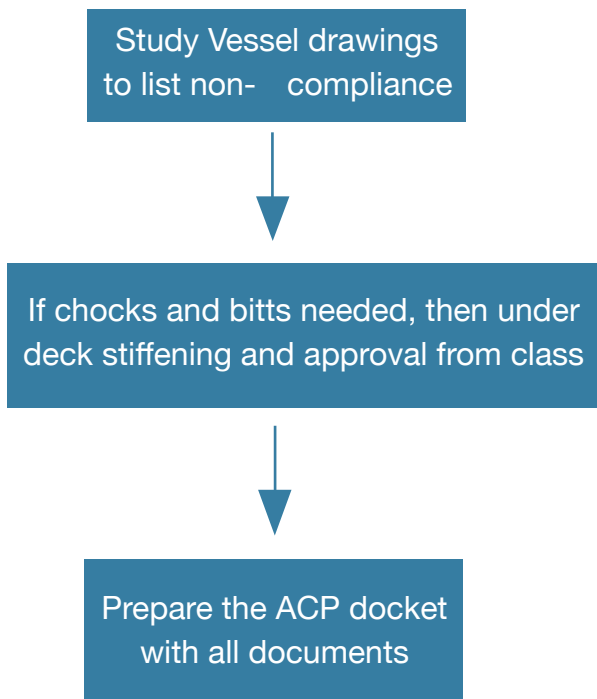 Study Vessel drawings
to list non- compliance
If chocks and bitts needed, then under
deck stiffening and approval from class
Prepare the ACP docket
with all documents